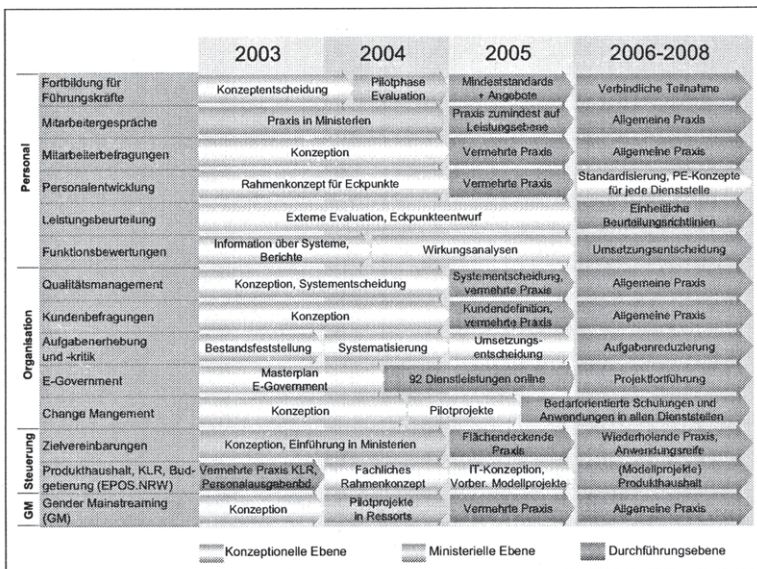 2003 2004 2005 2006-2008
Personal
Fortbildung für
Führungskräfte
Konzeptentscheidung
Pilotphase
Evaluation
Mindeststandards
+ Angebote
Verbindliche Teilnahme
Mitarbeitergespräche
Praxis in Ministerien
Praxis zumindest auf
Leistungsebene
Allgemeine Praxis
Mitarbeiterbefragungen
Konzeption
Vermehrte Praxis
Allgemeine Praxis
Personalentwicklung
Rahmenkonzept für Eckpunkte
Vermehrte Praxis
Standardisierung, PE-Konzepte
für jede Dienststelle
Leistungsbeurteilung
Externe Evaluation, Eckpunkteentwurf
Einheitliche
Beurteilungsrichtlinien
Funktionsbewertungen
Information über Systeme,
Berichte
Wirkungsanalysen
Umsetzungsentscheidung
Organisation
Qualitätsmanagement
Konzeption, Systementscheidung
Systementscheidung,
vermehrte Praxis
Allgemeine Praxis
Kundenbefragungen
Konzeption
Kundendefinition,
vermehrte Praxis
Allgemeine Praxis
Aufgabenerhebung
und -kritik
Bestandsfeststellung
Systematisierung
Umsetzungs-
entscheidung
Aufgabenreduzierung
E-Government
Masterplan
E-Government
92 Dienstleistungen online
Projektfortführung
Change Mangement
Konzeption
Pilotprojekte
Bedarforientierte Schulungen und
Anwendungen in allen Dienststellen
Steuerung
Zielvereinbarungen
Konzeption, Einführung in Ministerien
Flächendeckende
Praxis
Wiederholende Praxis,
Anwendungsreife
Produkthaushalt, KLR, Bud-
getierung (EPOS.NRW)
Vermehrte Praxis KLR,
Personalausgabenbd.
Fachliches
Rahmenkonzept
IT-Konzeption,
Vorber. Modellprojekte
(Modellprojekte)
Produkthaushalt
GM
Gender Mainstreaming
(GM)
Konzeption
Pilotprojekte
in Ressorts
Vermehrte Praxis
Allgemeine Praxis
Konzeptionelle Ebene
Ministerielle Ebene
Durchführungsebene